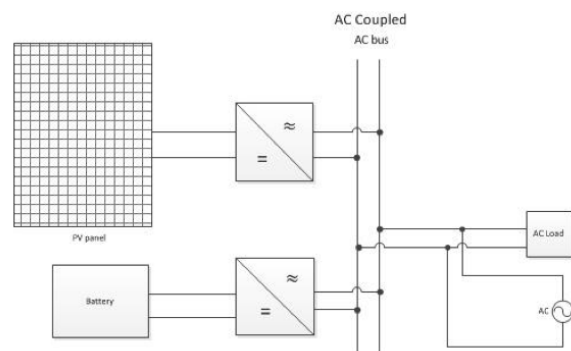 AC Coupled
AC bus
≈
=
PV panel
AC Load
Battery
≈
=
AC